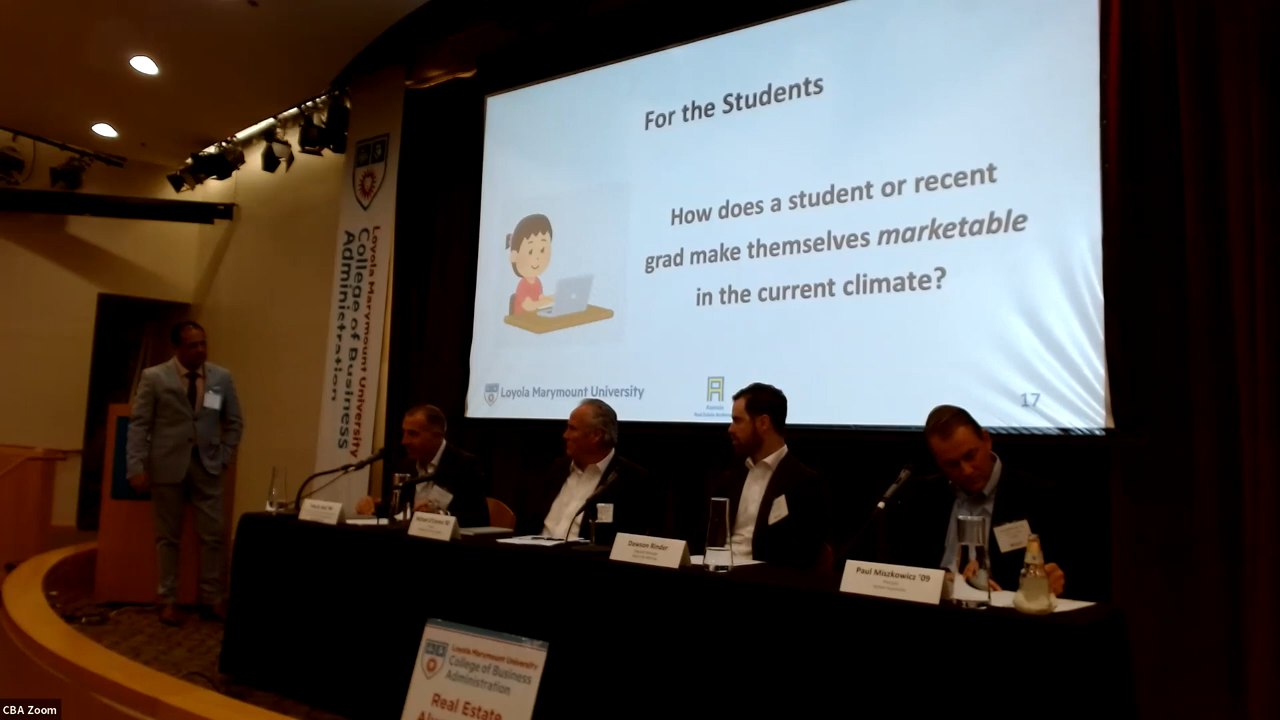 For the Students
How does a student or recent
grad make themselves marketable
in the current climate?
Loyola Marymount University
17
Loyola Marymount University
College of Business
Administration
Dawson Rinder
Paul Miszkowicz '09
Loyola Marymount University
College of Business
Administration
Real Estate
CBA Zoom